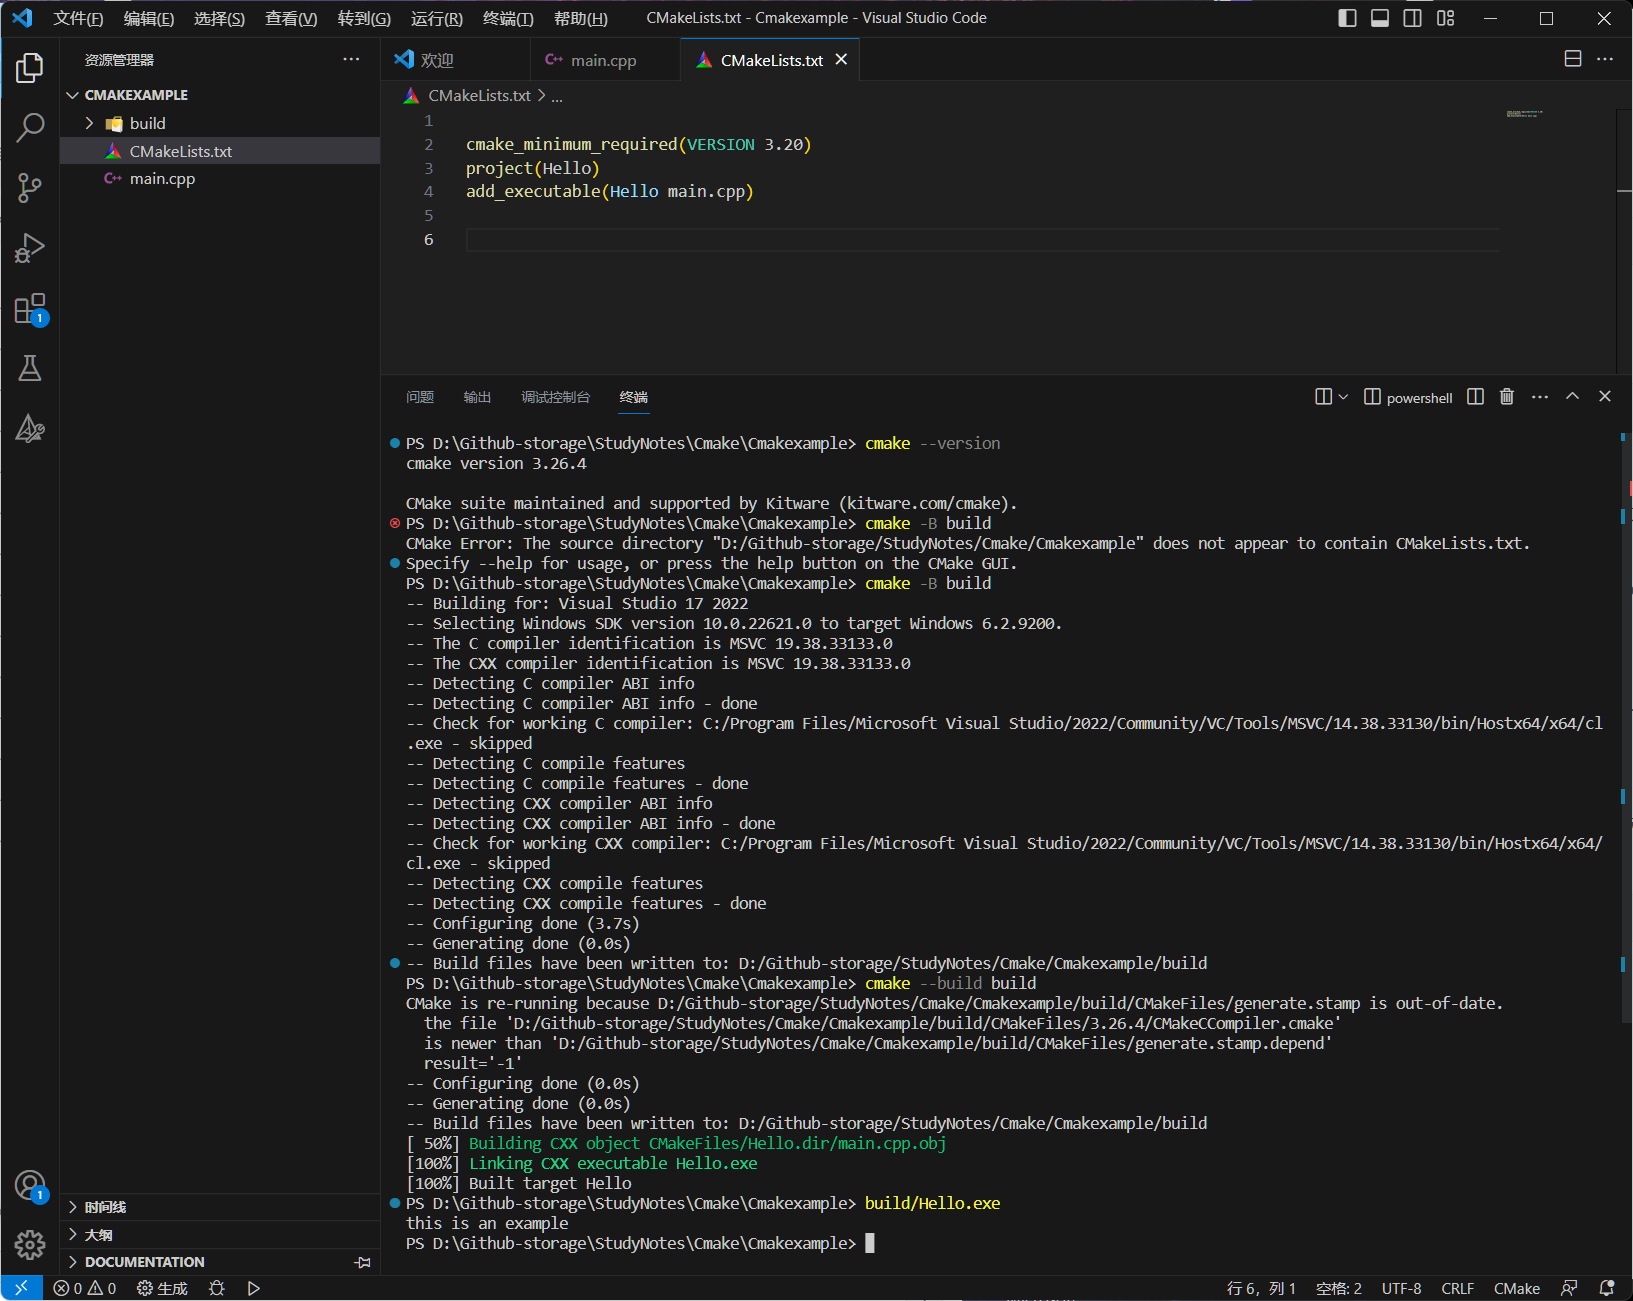 文件(F) 编辑(E) 选择(S) 查看(V) 转到(G) 运行(R) 终端(T) 帮助(H) CMakeLists.txt - Cmakexample - Visual Studio Code
资源管理器
CMAKEXAMPLE
build
CMakeLists.txt
main.cpp
欢迎 main.cpp CMakeLists.txt
CMakeLists.txt > ...
1
2 cmake_minimum_required(VERSION 3.20)
3 project(Hello)
4 add_executable(Hello main.cpp)
5
6
问题 输出 调试控制台 终端 powershell
PS D:\Github-storage\StudyNotes\Cmake\Cmakexample> cmake --version
cmake version 3.26.4
CMake suite maintained and supported by Kitware (kitware.com/cmake).
PS D:\Github-storage\StudyNotes\Cmake\Cmakexample> cmake -B build
CMake Error: The source directory "D:/Github-storage/StudyNotes/Cmake/Cmakexample" does not appear to contain CMakeLists.txt.
Specify --help for usage, or press the help button on the CMake GUI.
PS D:\Github-storage\StudyNotes\Cmake\Cmakexample> cmake -B build
-- Building for: Visual Studio 17 2022
-- Selecting Windows SDK version 10.0.22621.0 to target Windows 6.2.9200.
-- The C compiler identification is MSVC 19.38.33133.0
-- The CXX compiler identification is MSVC 19.38.33133.0
-- Detecting C compiler ABI info
-- Detecting C compiler ABI info - done
-- Check for working C compiler: C:/Program Files/Microsoft Visual Studio/2022/Community/VC/Tools/MSVC/14.38.33130/bin/Hostx64/x64/cl
.exe - skipped
-- Detecting C compile features
-- Detecting C compile features - done
-- Detecting CXX compiler ABI info
-- Detecting CXX compiler ABI info - done
-- Check for working CXX compiler: C:/Program Files/Microsoft Visual Studio/2022/Community/VC/Tools/MSVC/14.38.33130/bin/Hostx64/x64/
cl.exe - skipped
-- Detecting CXX compile features
-- Detecting CXX compile features - done
-- Configuring done (3.7s)
-- Generating done (0.0s)
-- Build files have been written to: D:/Github-storage/StudyNotes/Cmake/Cmakexample/build
PS D:\Github-storage\StudyNotes\Cmake\Cmakexample> cmake --build build
CMake is re-running because D:/Github-storage/StudyNotes/Cmake/Cmakexample/build/CMakeFiles/generate.stamp is out-of-date.
the file 'D:/Github-storage/StudyNotes/Cmake/Cmakexample/build/CMakeFiles/3.26.4/CMakeCCompiler.cmake'
is newer than 'D:/Github-storage/StudyNotes/Cmake/Cmakexample/build/CMakeFiles/generate.stamp.depend'
result='-1'
-- Configuring done (0.0s)
-- Generating done (0.0s)
-- Build files have been written to: D:/Github-storage/StudyNotes/Cmake/Cmakexample/build
[ 50%] Building CXX object CMakeFiles/Hello.dir/main.cpp.obj
[100%] Linking CXX executable Hello.exe
[100%] Built target Hello
PS D:\Github-storage\StudyNotes\Cmake\Cmakexample> build/Hello.exe
this is an example
PS D:\Github-storage\StudyNotes\Cmake\Cmakexample>
1
1
时间线
大纲
DOCUMENTATION
0 0 生成 行 6，列 1 空格: 2 UTF-8 CRLF CMake